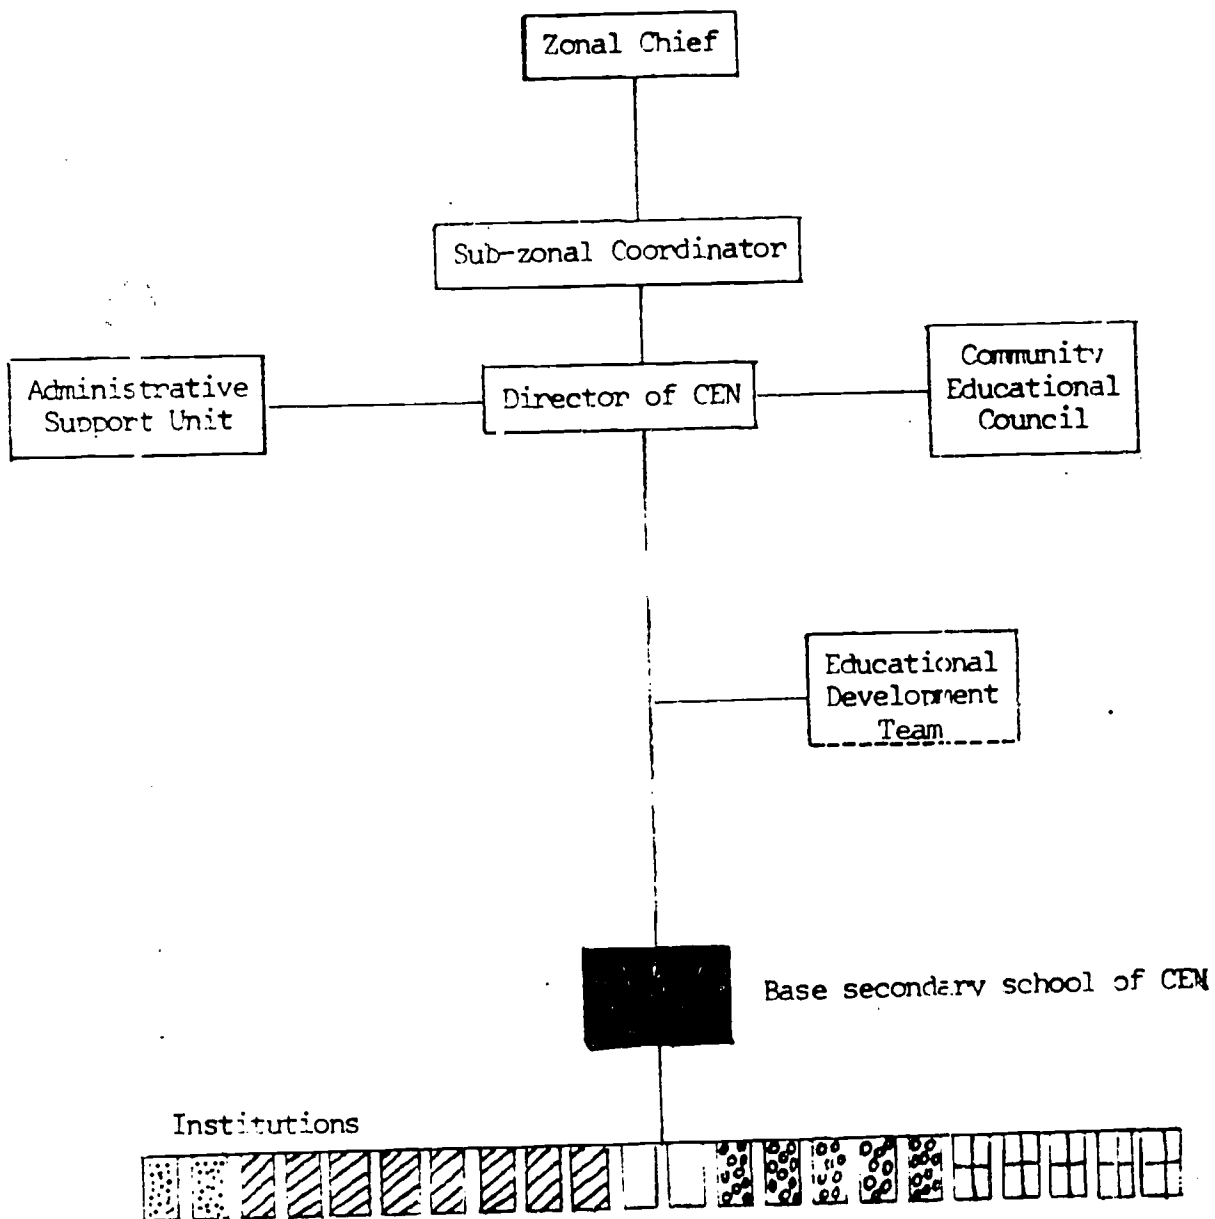 Zonal Chief
Sub-zonal Coordinator
Administrative
Support Unit
Director of CEN
Community
Educational
Council
Educational
Development
Team
Base secondary school of CEN
Institutions